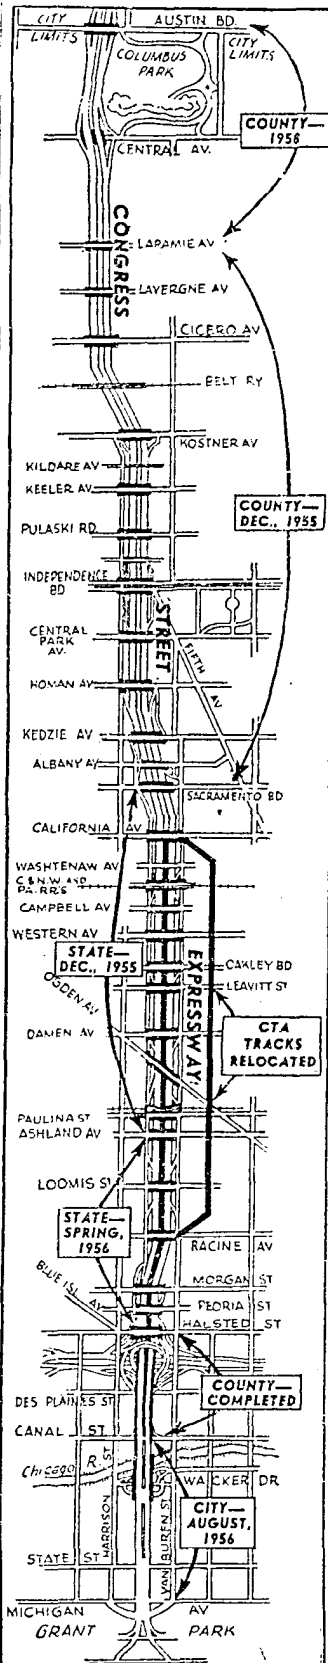 CITY AUSTIN BD.
LIMITS CITY
LIMITS
COLUMBUS
PARK
COUNTY—
1958
CENTRAL AV.
CONGRESS
LARAMIE AV
LAVERGNE AV
CICERO AV
BELT RY
KOSTNER AV
KILDARE AV
KEELER AV
COUNTY—
DEC., 1955
PULASKI RD.
INDEPENDENCE
BD
STREET
CENTRAL
PARK
AV.
FIFTH
AV
HOMAN AV
KEDZIE AV
ALBANY AV
SACRAMENTO BD
CALIFORNIA AV
WASHTENAW AV
C & N.W. AND
PA. RR'S
CAMPBELL AV
WESTERN AV
EXPRESSWAY
STATE—
DEC., 1955
OAKLEY BD
LEAVITT ST
OGDEN AV
DAMEN AV
CTA
TRACKS
RELOCATED
PAULINA ST
ASHLAND AV
LOOMIS ST
STATE—
SPRING,
1956
RACINE AV
BLUE ISL. AV
MORGAN ST
PEORIA ST
HALSTED ST
COUNTY—
COMPLETED
DES PLAINES ST
CANAL ST
Chicago R.
HARRISON ST
WACKER DR
VAN BUREN ST
CITY—
AUGUST,
1956
STATE ST
MICHIGAN AV
GRANT PARK